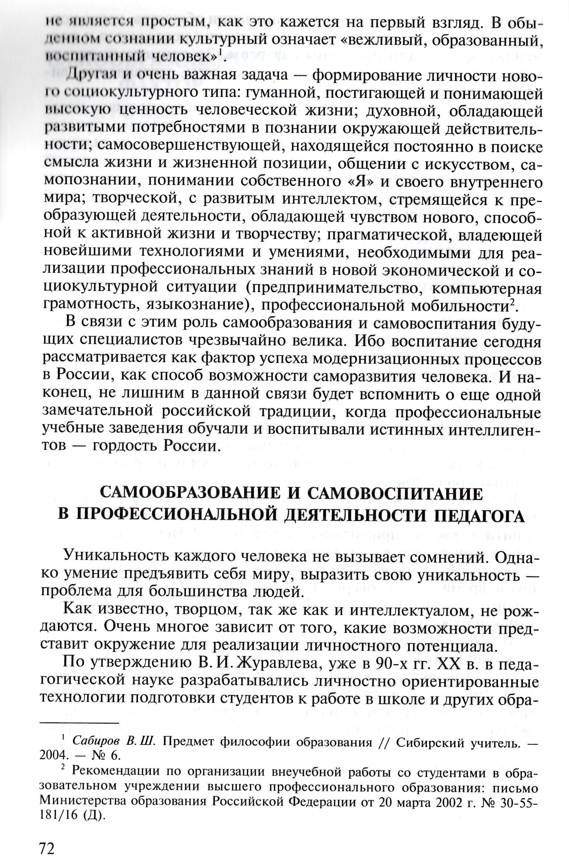 не является простым, как это кажется на первый взгляд. В обы-
денном сознании культурный означает «вежливый, образованный,
воспитанный человек»¹.
Другая и очень важная задача — формирование личности ново-
го социокультурного типа: гуманной, постигающей и понимающей
высокую ценность человеческой жизни; духовной, обладающей
развитыми потребностями в познании окружающей действитель-
ности; самосовершенствующей, находящейся постоянно в поиске
смысла жизни и жизненной позиции, общении с искусством, са-
мопознании, понимании собственного «Я» и своего внутреннего
мира; творческой, с развитым интеллектом, стремящейся к пре-
образующей деятельности, обладающей чувством нового, способ-
ной к активной жизни и творчеству; прагматической, владеющей
новейшими технологиями и умениями, необходимыми для реа-
лизации профессиональных знаний в новой экономической и со-
циокультурной ситуации (предпринимательство, компьютерная
грамотность, языкознание), профессиональной мобильности².
В связи с этим роль самообразования и самовоспитания буду-
щих специалистов чрезвычайно велика. Ибо воспитание сегодня
рассматривается как фактор успеха модернизационных процессов
в России, как способ возможности саморазвития человека. И на-
конец, не лишним в данной связи будет вспомнить о еще одной
замечательной российской традиции, когда профессиональные
учебные заведения обучали и воспитывали истинных интеллиген-
тов — гордость России.
САМООБРАЗОВАНИЕ И САМОВОСПИТАНИЕ
В ПРОФЕССИОНАЛЬНОЙ ДЕЯТЕЛЬНОСТИ ПЕДАГОГА
Уникальность каждого человека не вызывает сомнений. Одна-
ко умение предъявить себя миру, выразить свою уникальность —
проблема для большинства людей.
Как известно, творцом, так же как и интеллектуалом, не рож-
даются. Очень многое зависит от того, какие возможности пред-
ставит окружение для реализации личностного потенциала.
По утверждению В. И. Журавлева, уже в 90-х гг. XX в. в педа-
гогической науке разрабатывались личностно ориентированные
технологии подготовки студентов к работе в школе и других обра-
¹ Сабиров В. Ш. Предмет философии образования // Сибирский учитель. —
2004. — № 6.
² Рекомендации по организации внеучебной работы со студентами в обра-
зовательном учреждении высшего профессионального образования: письмо
Министерства образования Российской Федерации от 20 марта 2002 г. № 30-55-
181/16 (Д).
72